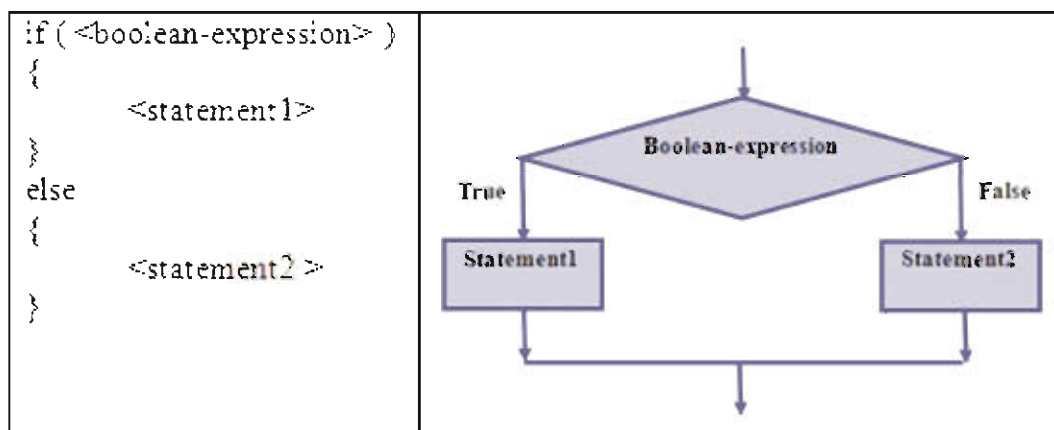 if ( <boolean-expression> )
{
<statement1>
}
else
{
<statement2 >
}
Boolean-expression
True
False
Statement1
Statement2